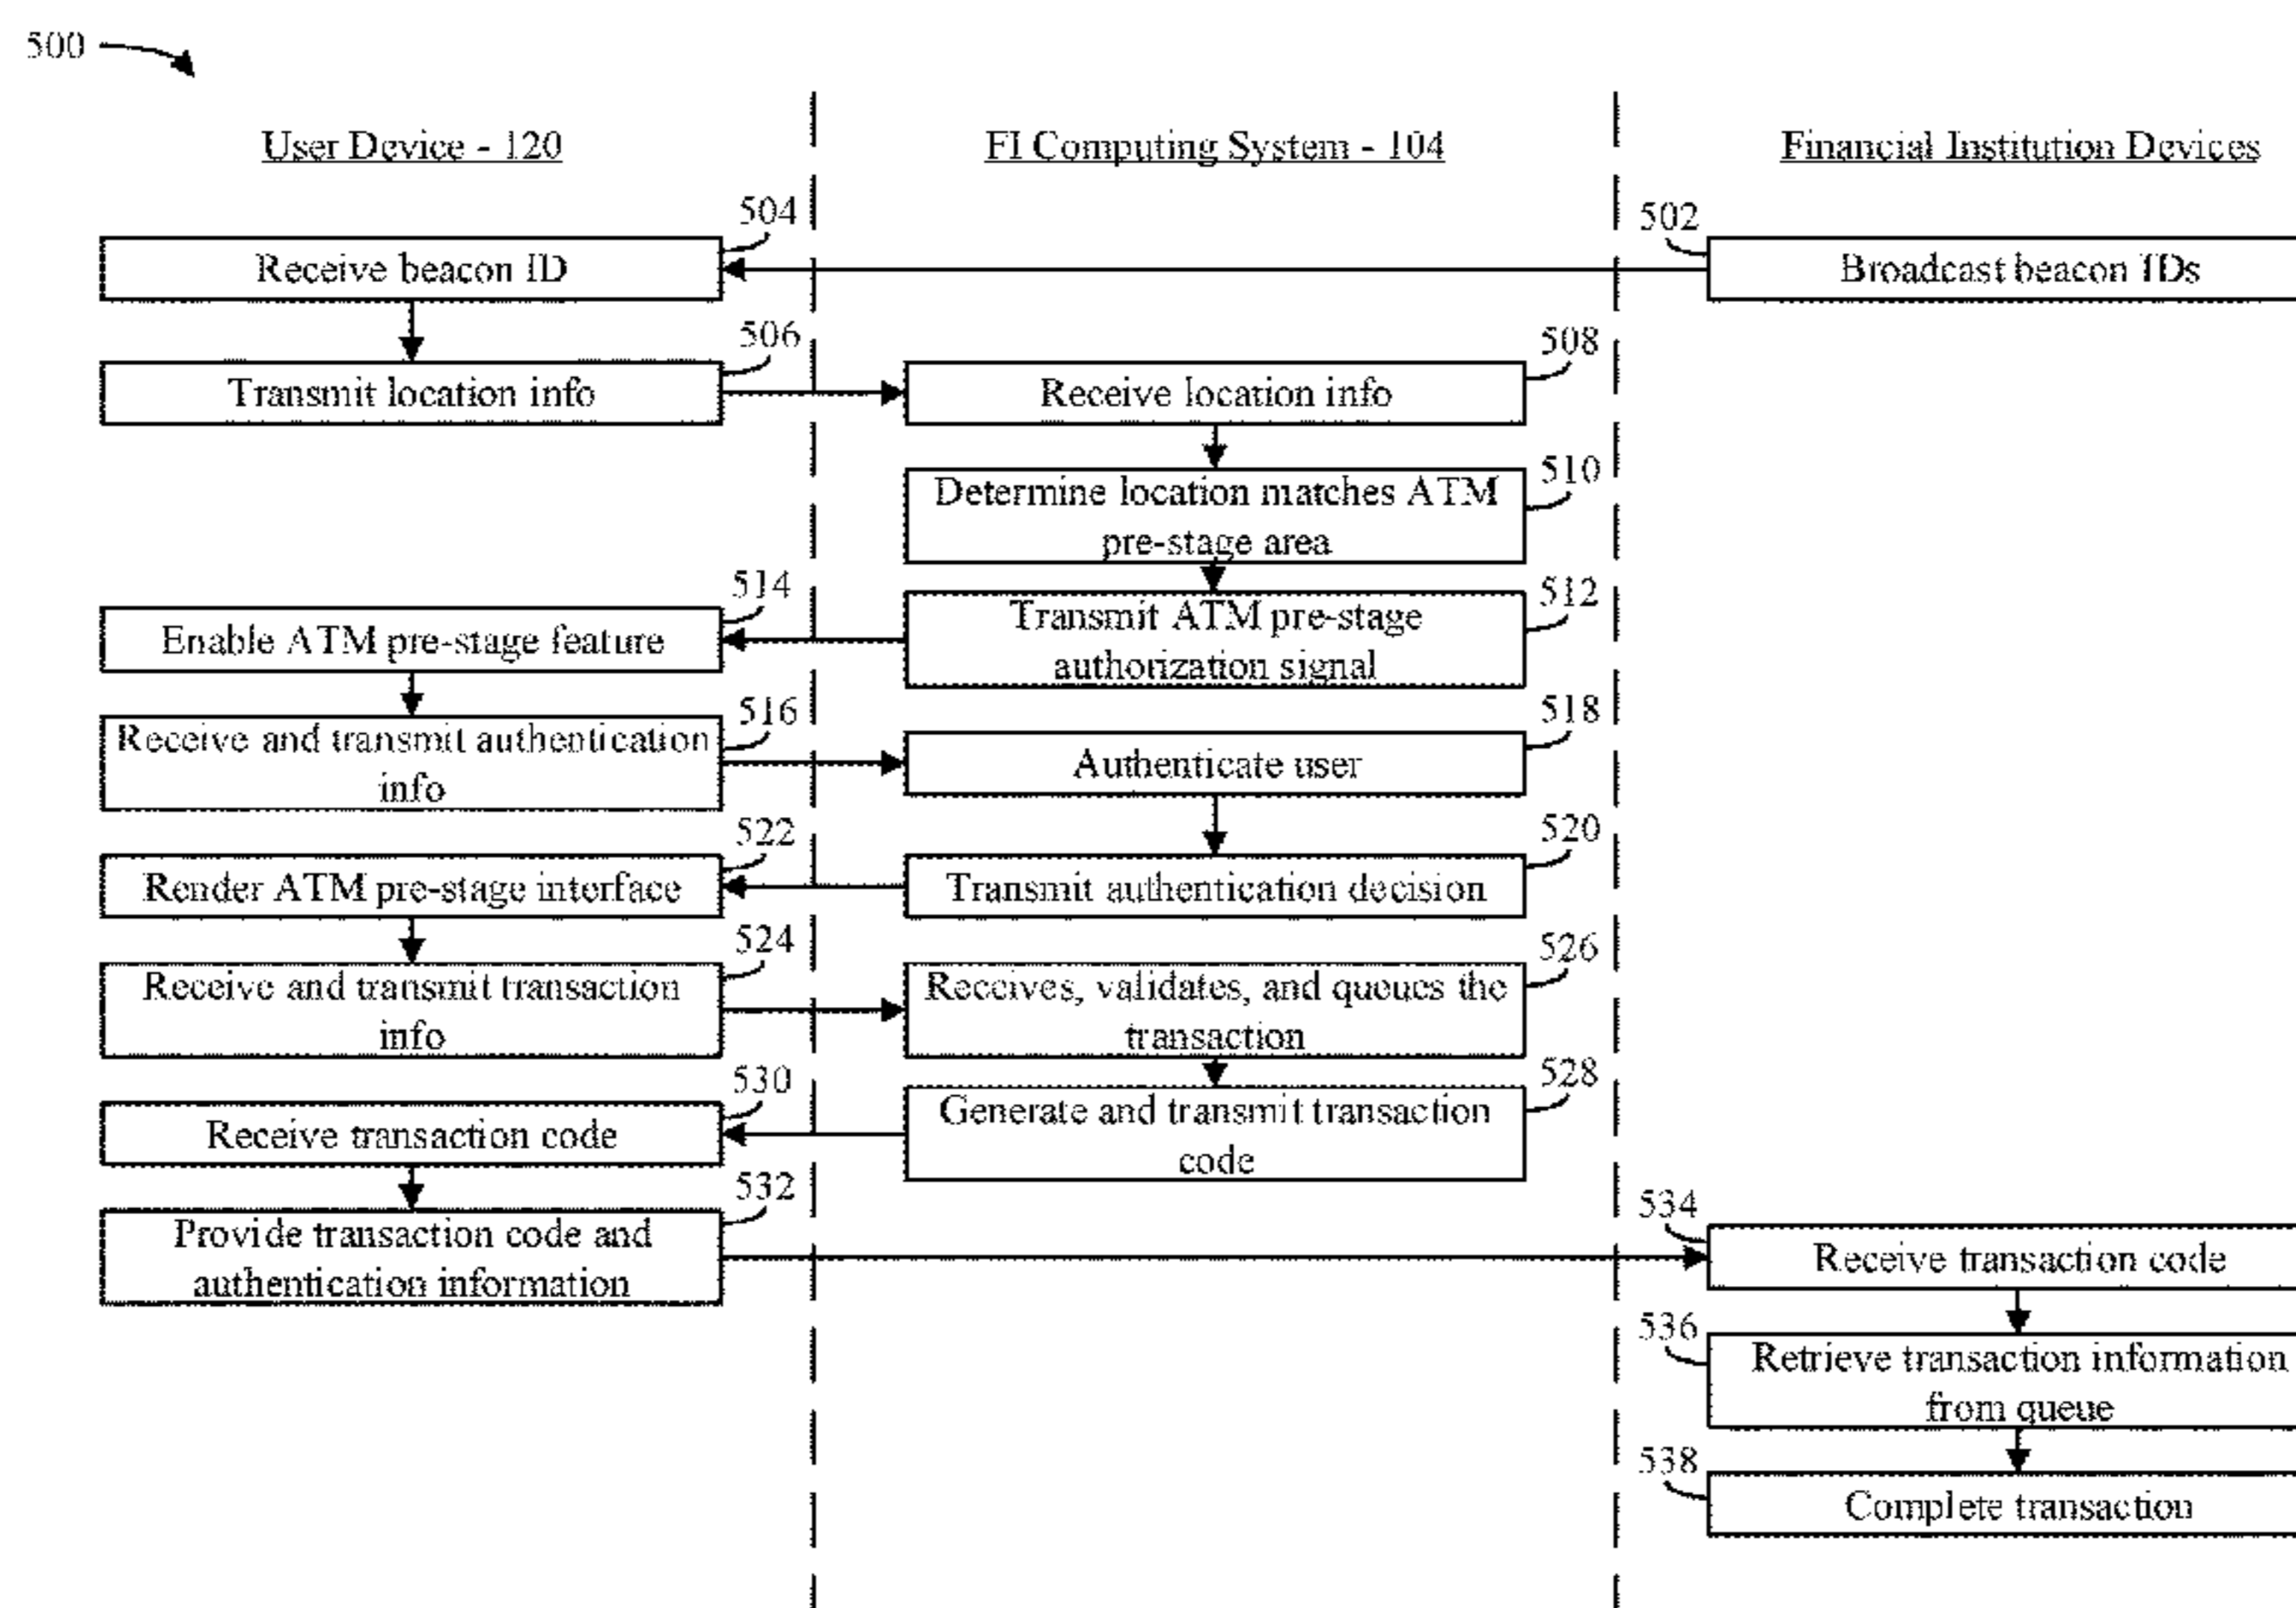 500
User Device - 120
FI Computing System - 104
Financial Institution Devices
504
Receive beacon ID
502
Broadcast beacon IDs
506
Transmit location info
508
Receive location info
510
Determine location matches ATM
pre-stage area
512
Transmit ATM pre-stage
authorization signal
514
Enable ATM pre-stage feature
516
Receive and transmit authentication
info
518
Authenticate user
520
Transmit authentication decision
522
Render ATM pre-stage interface
524
Receive and transmit transaction
info
526
Receives, validates, and queues the
transaction
528
Generate and transmit transaction
code
530
Receive transaction code
532
Provide transaction code and
authentication information
534
Receive transaction code
536
Retrieve transaction information
from queue
538
Complete transaction